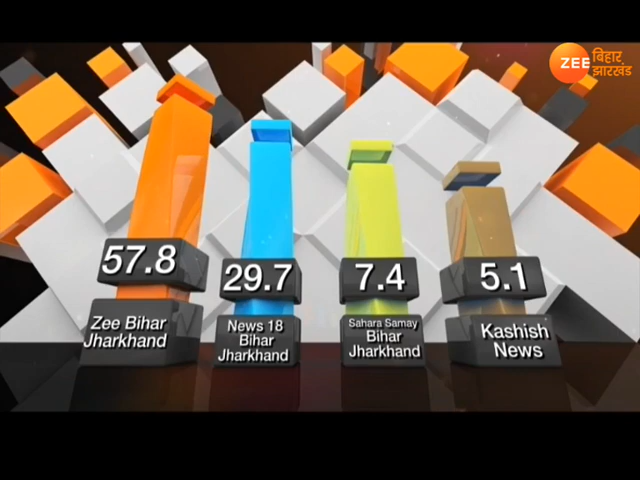 ZEE बिहार
झारखंड
57.8
29.7
7.4
5.1
Zee Bihar
Jharkhand
News 18
Bihar
Jharkhand
Sahara Samay
Bihar
Jharkhand
Kashish
News